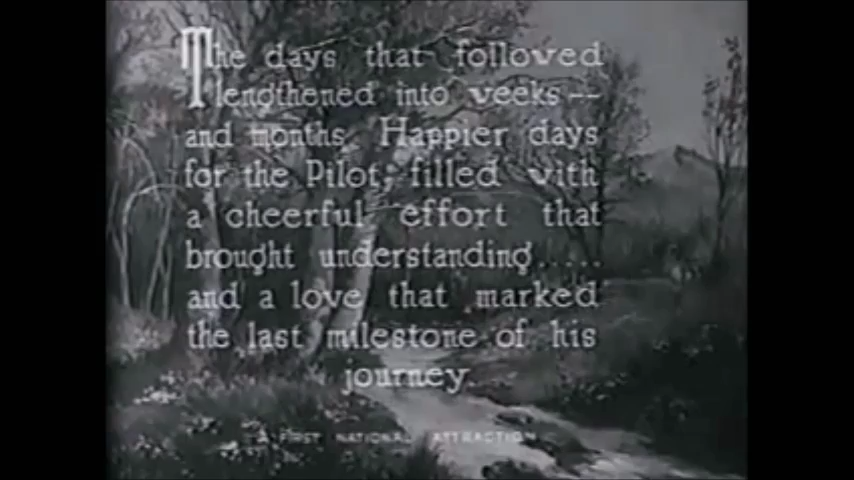 The days that followed
lengthened into weeks --
and months. Happier days
for the Pilot, filled with
a cheerful effort that
brought understanding.....
and a love that marked
the last milestone of his
journey.
A FIRST NATIONAL ATTRACTION